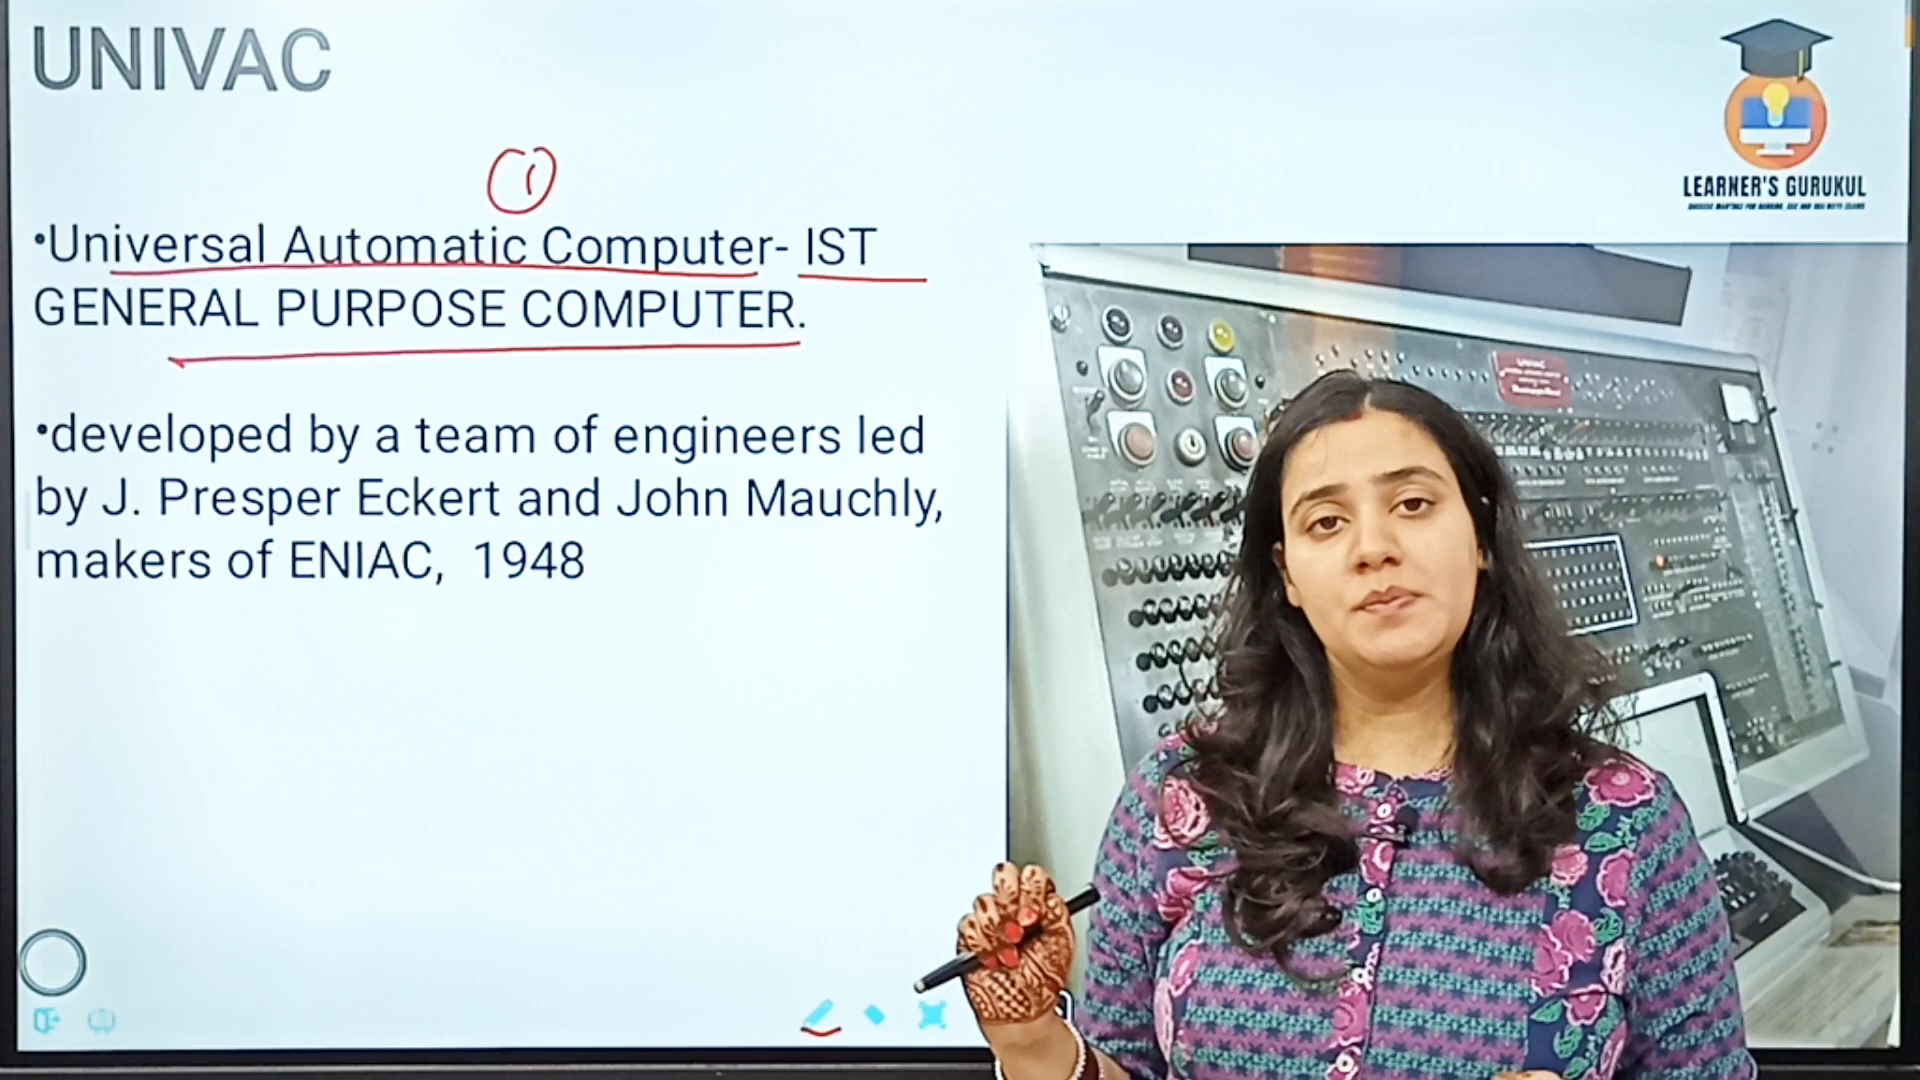 UNIVAC
①
•Universal Automatic Computer- IST
GENERAL PURPOSE COMPUTER.
•developed by a team of engineers led
by J. Presper Eckert and John Mauchly,
makers of ENIAC, 1948
LEARNER'S GURUKUL
UNIVAC